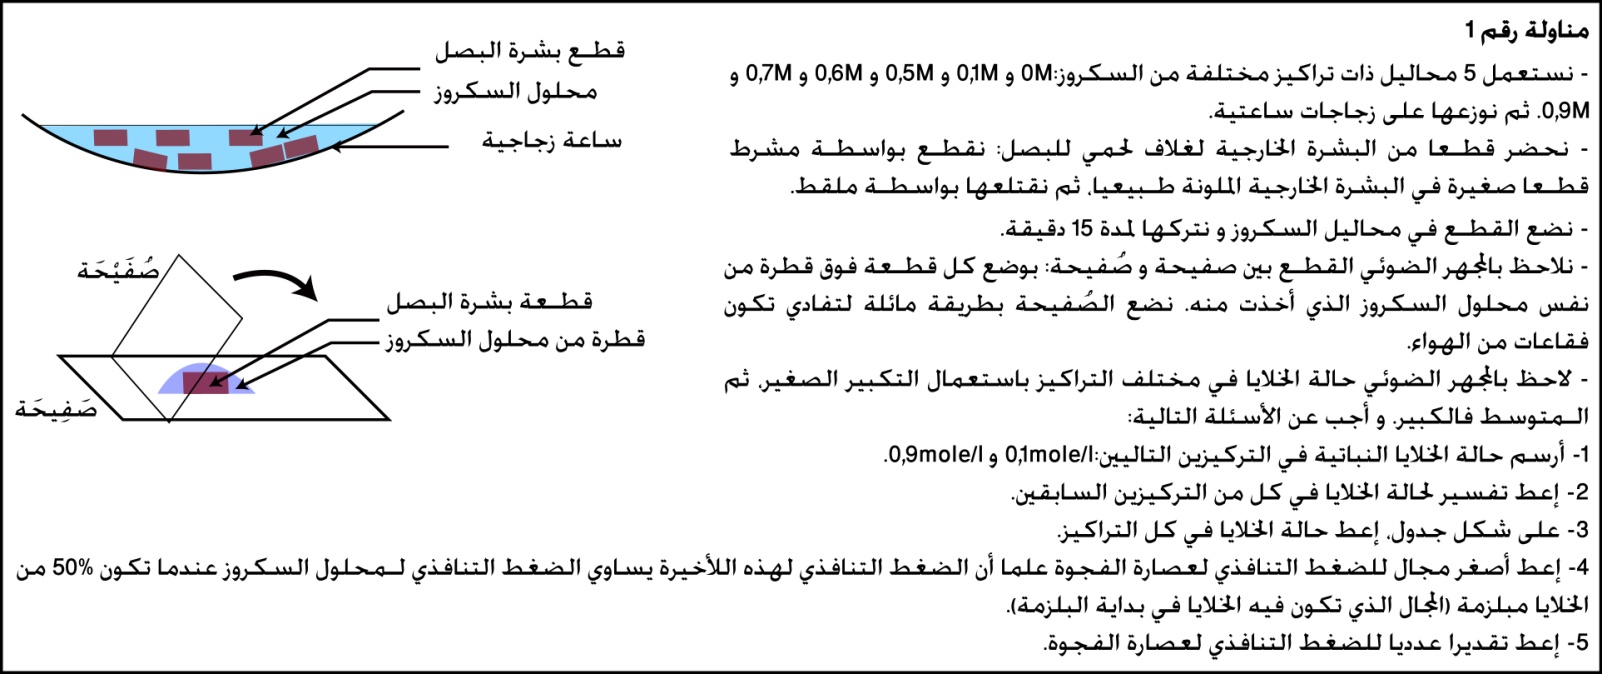 مناولة رقم 1
- نستعمل 5 محاليل ذات تراكيز مختلفة من السكروز:0M و 0,1M و 0,5M و 0,6M و 0,7M و
0,9M. ثم نوزعها على زجاجات ساعتية.
- نحضر قطعا من البشرة الخارجية لغلاف لحمي للبصل: نقطع بواسطة مشرط
قطعا صغيرة في البشرة الخارجية الملونة طبيعيا، ثم نقتلعها بواسطة ملقط.
- نضع القطع في محاليل السكروز و نتركها لمدة 15 دقيقة.
- نلاحظ بالمجهر الضوئي القطع بين صفيحة و صُفيحة: بوضع كل قطعة فوق قطرة من
نفس محلول السكروز الذي أخذت منه. نضع الصُفيحة بطريقة مائلة لتفادي تكون
فقاعات من الهواء.
- لاحظ بالمجهر الضوئي حالة الخلايا في مختلف التراكيز باستعمال التكبير الصغير، ثم
المتوسط فالكبير. و أجب عن الأسئلة التالية:
1- أرسم حالة الخلايا النباتية في التركيزين التاليين:0,1mole/l و 0,9mole/l.
2- إعط تفسير لحالة الخلايا في كل من التركيزين السابقين.
3- على شكل جدول، إعط حالة الخلايا في كل التراكيز.
4- إعط أصغر مجال للضغط التنافذي لعصارة الفجوة علما أن الضغط التنافذي لهذه اللأخيرة يساوي الضغط التنافذي لمحلول السكروز عندما تكون 50% من
الخلايا مبلزمة (المجال الذي تكون فيه الخلايا في بداية البلزمة).
5- إعط تقديرا عدديا للضغط التنافذي لعصارة الفجوة.
قطع بشرة البصل
محلول السكروز
ساعة زجاجية
صُفَيْحَة
قطعة بشرة البصل
قطرة من محلول السكروز
صَفِيحَة